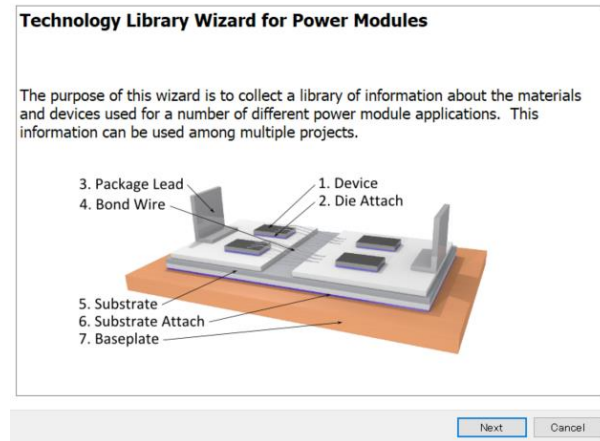 Technology Library Wizard for Power Modules
The purpose of this wizard is to collect a library of information about the materials
and devices used for a number of different power module applications.  This
information can be used among multiple projects.
3. Package Lead
4. Bond Wire
1. Device
2. Die Attach
5. Substrate
6. Substrate Attach
7. Baseplate
Next
Cancel